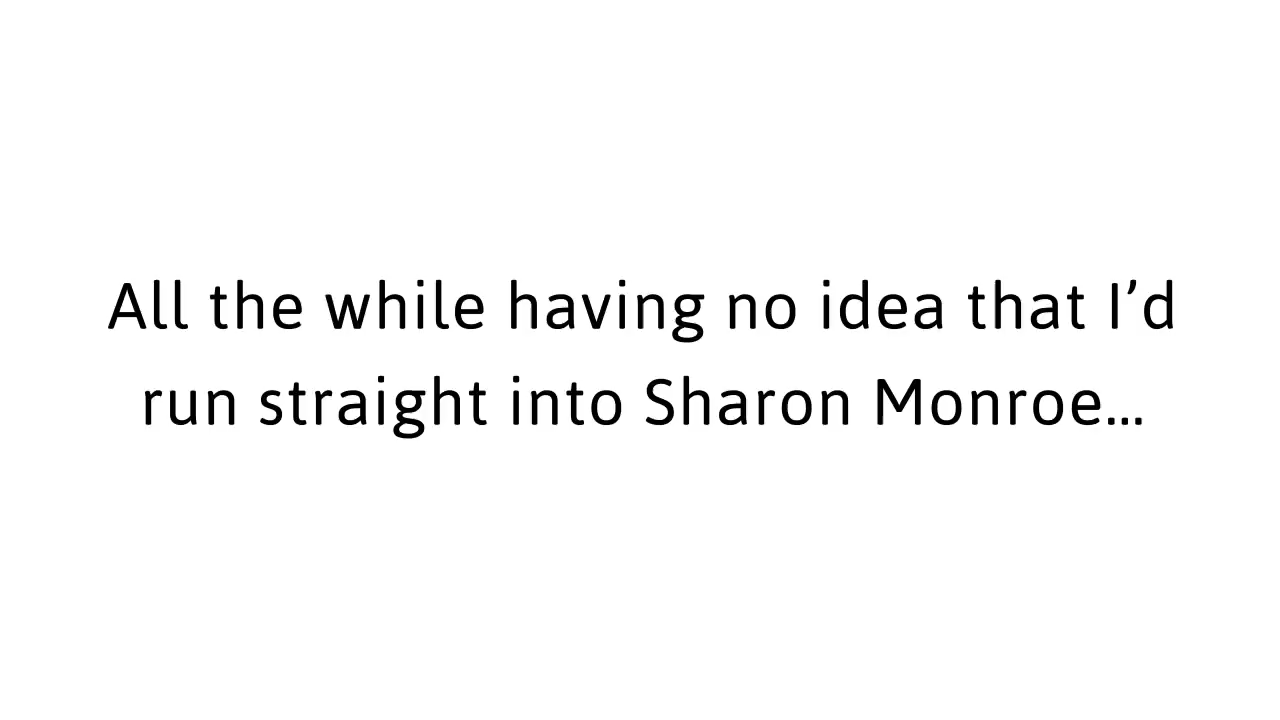 All the while having no idea that I’d
run straight into Sharon Monroe...